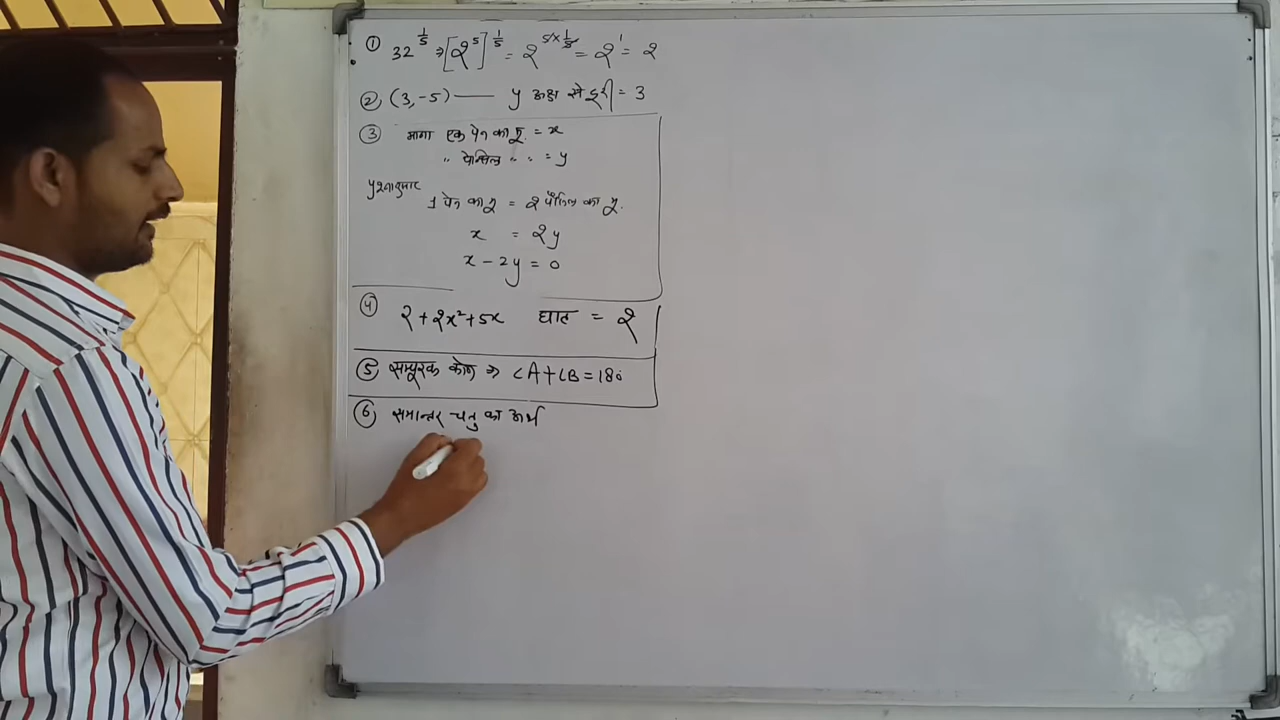 ① 32^1/5 ⇒ [2^5]^1/5 = 2^5×1/5 = 2^1 = 2
② (3,-5) — y अक्ष से दूरी = 3
③ माना एक पेन का मू = x
" पेन्सिल " " = y
प्रश्नानुसार
1 पेन का मू = 2 पेंसिल का मू.
x = 2y
x - 2y = 0
④ 2+2x²+5x घात = 2
⑤ सम्पूरक कोण ⇒ ∠A+∠B=180
⑥ समान्तर चतु का अर्थ